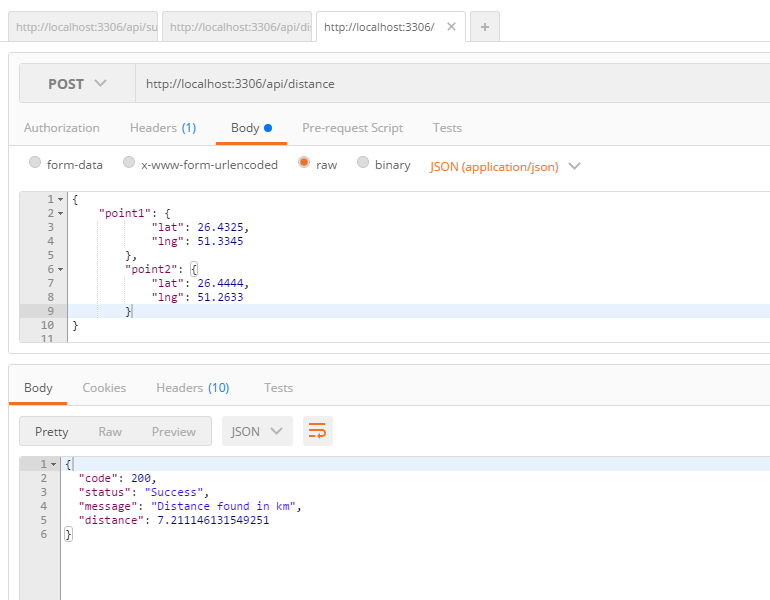 http://localhost:3306/api/su http://localhost:3306/api/di http://localhost:3306/ ✕ +
POST http://localhost:3306/api/distance
Authorization Headers (1) Body Pre-request Script Tests
form-data x-www-form-urlencoded raw binary JSON (application/json)
1 {
2 "point1": {
3 "lat": 26.4325,
4 "lng": 51.3345
5 },
6 "point2": {
7 "lat": 26.4444,
8 "lng": 51.2633
9 }
10 }
11
Body Cookies Headers (10) Tests
Pretty Raw Preview JSON
1 {
2 "code": 200,
3 "status": "Success",
4 "message": "Distance found in km",
5 "distance": 7.211146131549251
6 }